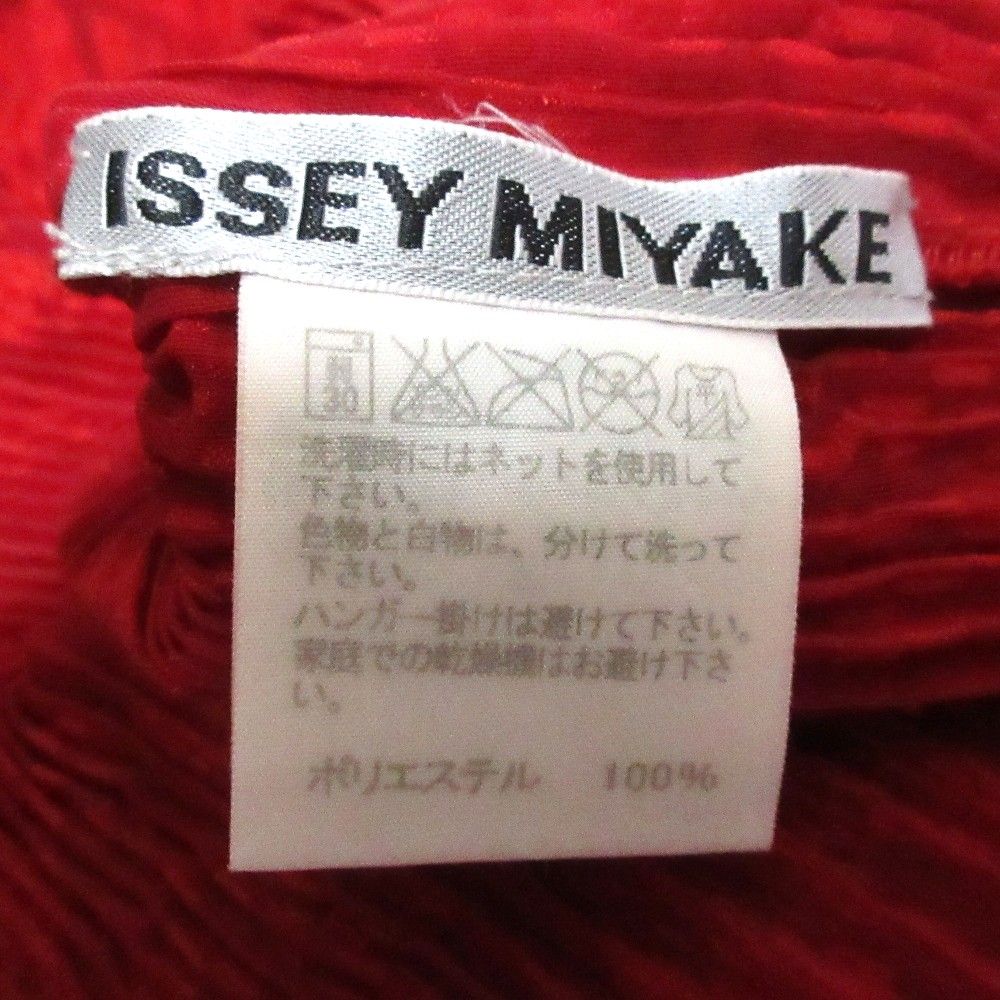 ISSEY MIYAKE
弱
30
洗濯時にはネットを使用して
下さい。
色物と白物は、分けて洗って
下さい。
ハンガー掛けは避けて下さい。
家庭での乾燥機はお避け下さ
い。
ポリエステル 100%